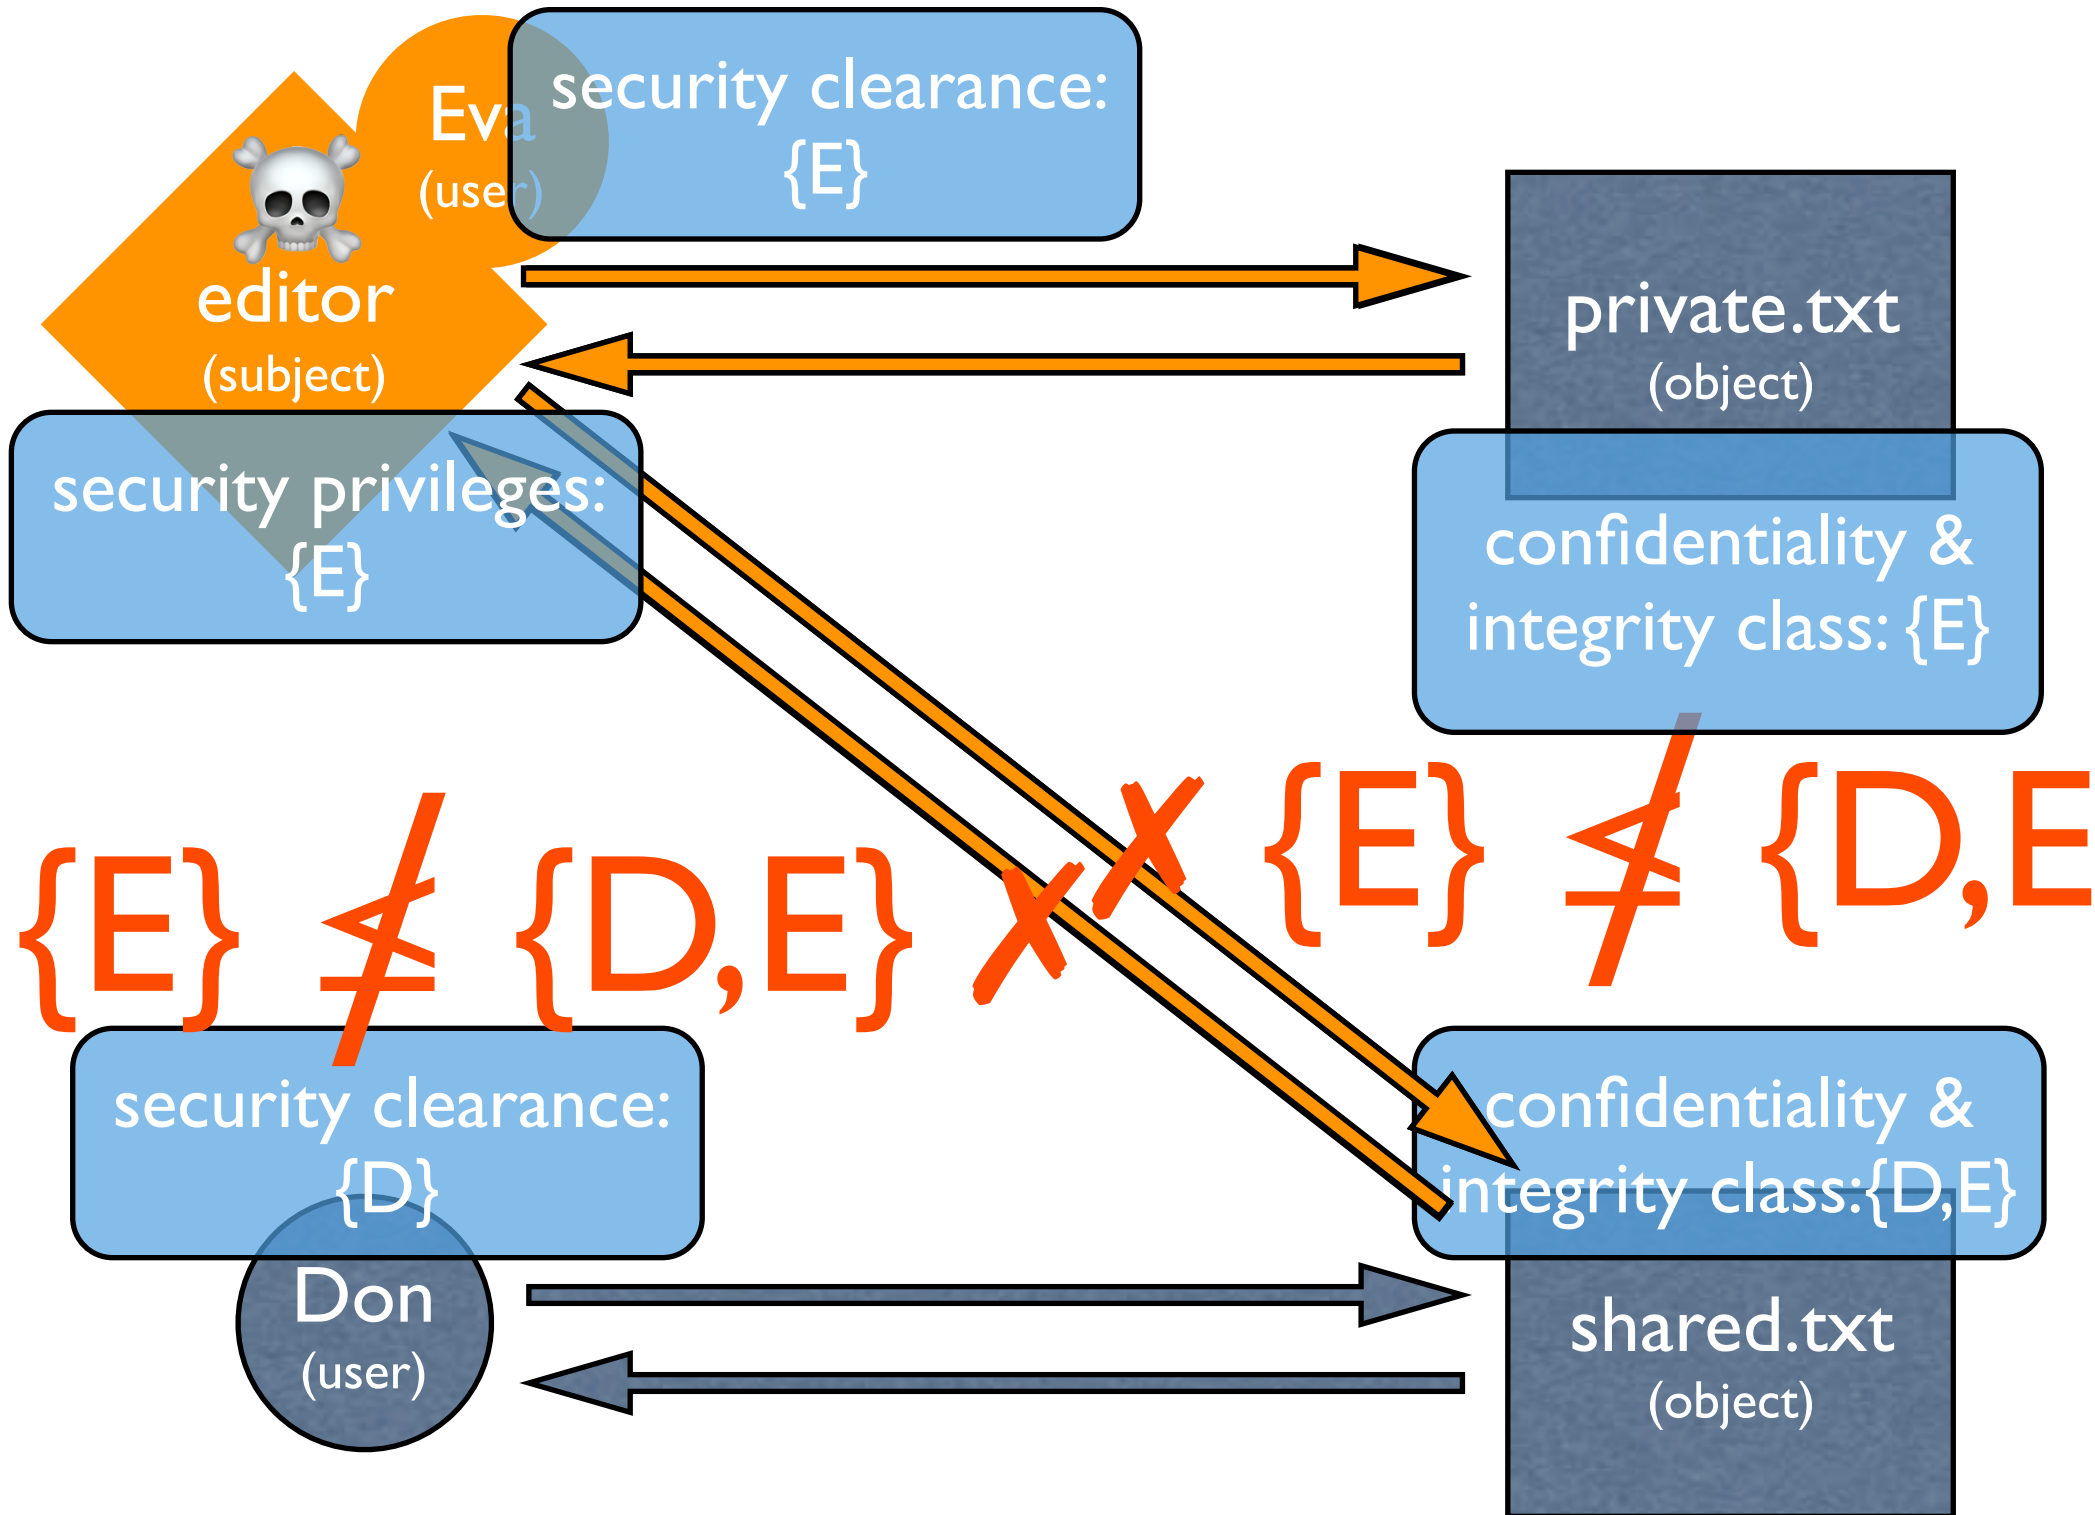 Eva
(user)
security clearance:
{E}
editor
(subject)
security privileges:
{E}
private.txt
(object)
confidentiality &
integrity class: {E}
{E} ≰ {D,E
{E} ≰ {D,E}
✗
✗
security clearance:
{D}
Don
(user)
confidentiality &
integrity class:{D,E}
shared.txt
(object)